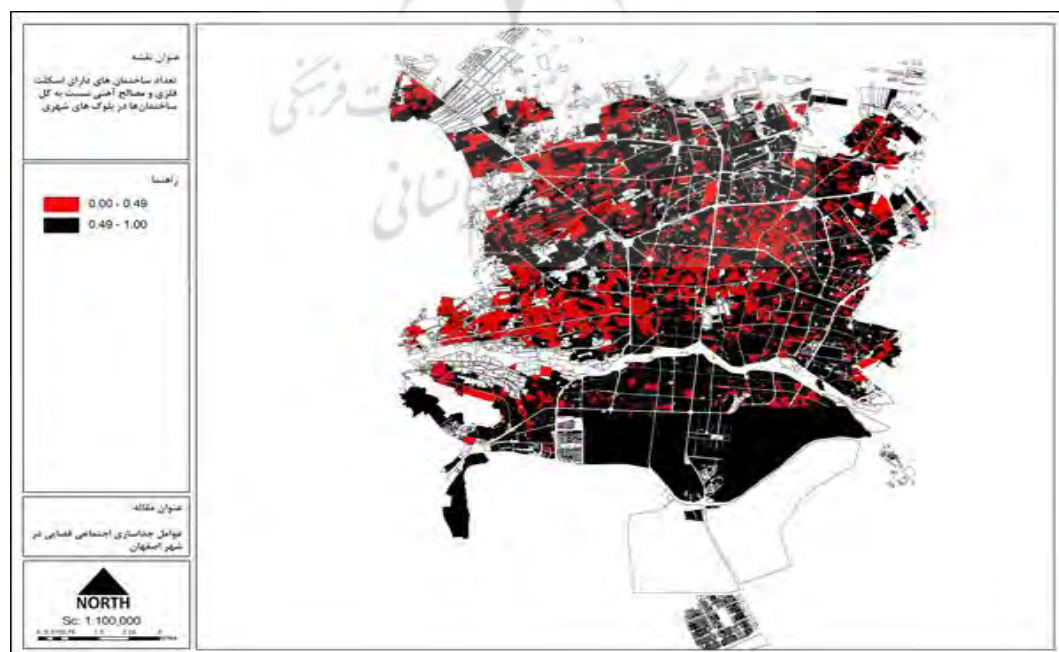 عنوان نقشه
تعداد ساختمان های دارای اسکلت
فلزی و مصالح آهنی نسبت به کل
ساختمان‌ها در بلوک های شهری
راهنما
0.00 - 0.49
0.49 - 1.00
عنوان مقاله
عوامل جداسازی اجتماعی فضایی در
شهر اصفهان
NORTH
Sc: 1:100,000
فرهنگی
انسانی